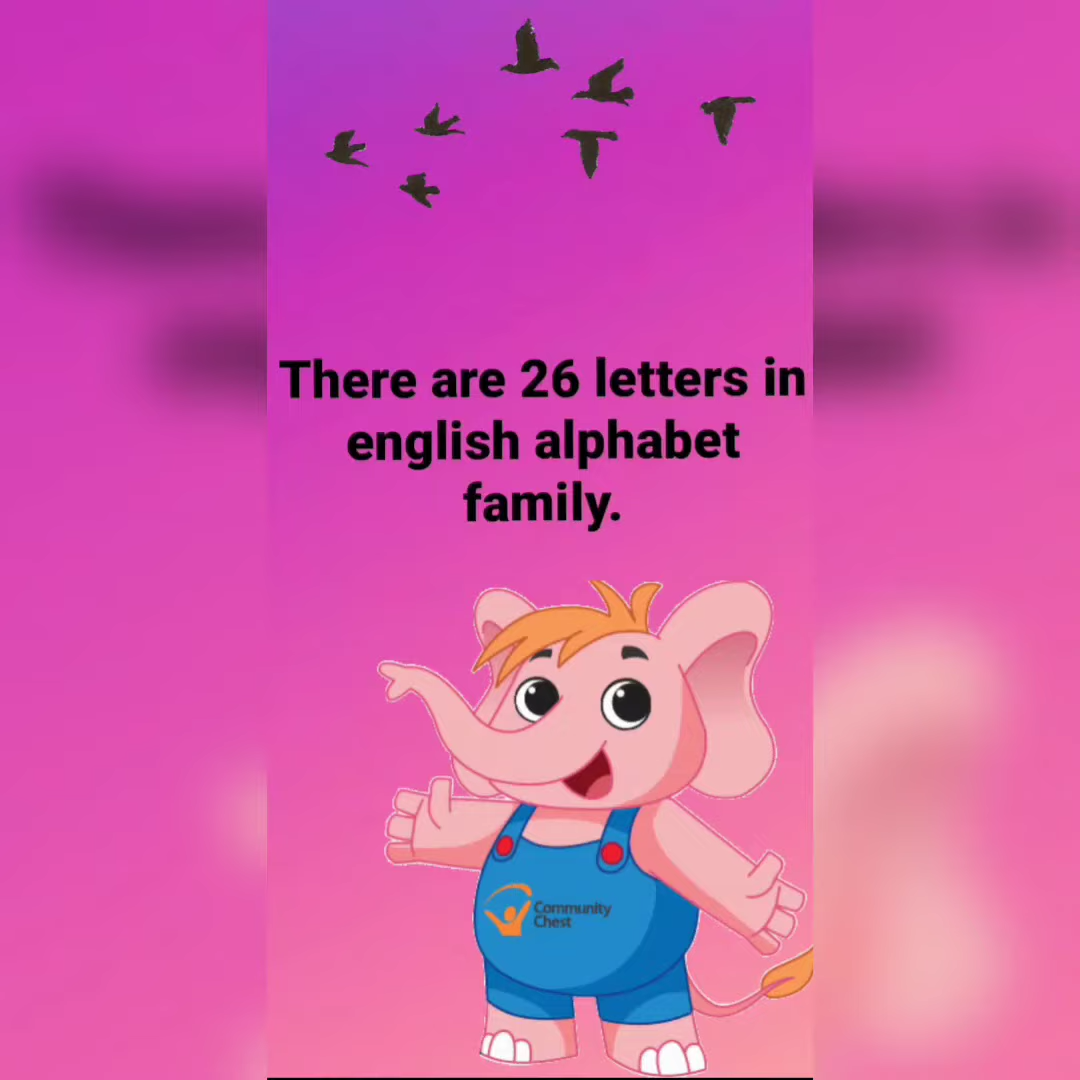 There are 26 letters in
english alphabet
family.
Community
Chest